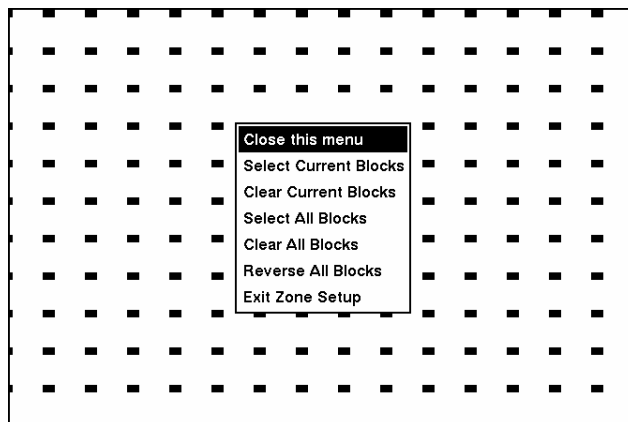 Close this menu
Select Current Blocks
Clear Current Blocks
Select All Blocks
Clear All Blocks
Reverse All Blocks
Exit Zone Setup